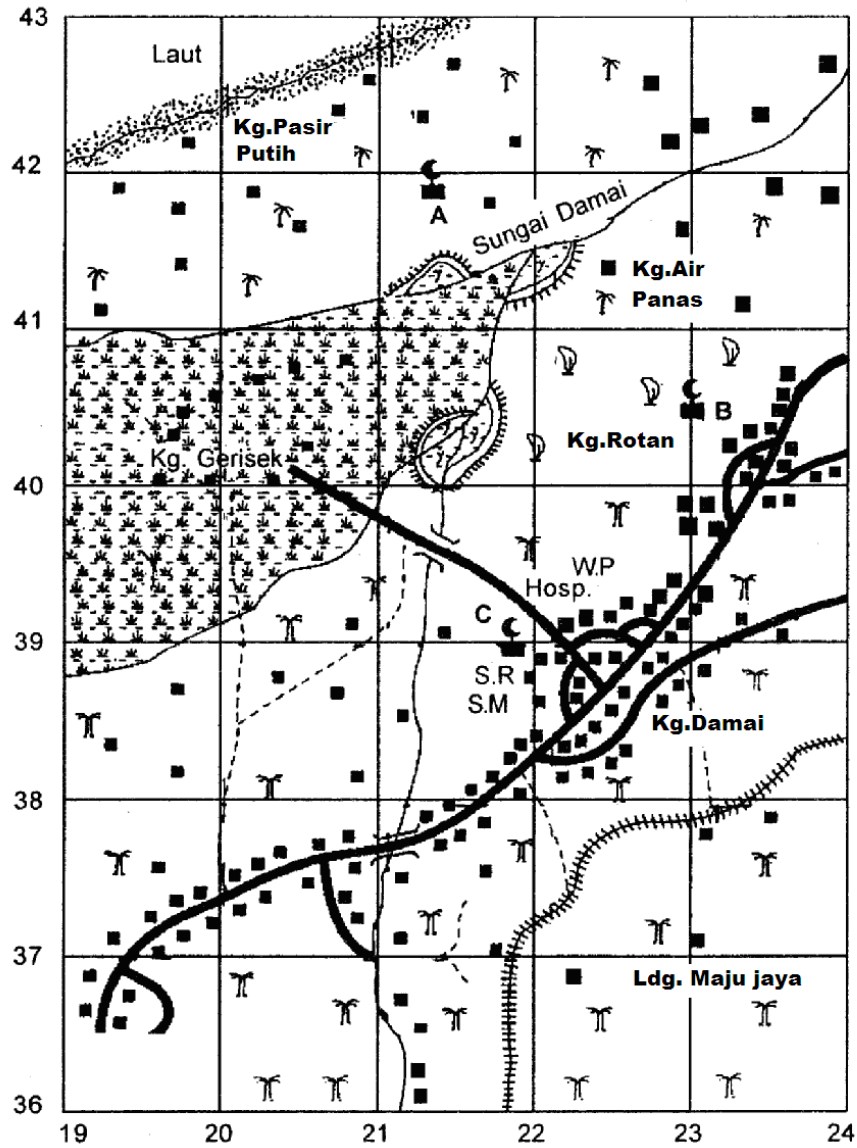 43
Laut
Kg.Pasir
Putih
42
A
Sungai Damai
Kg.Air
Panas
41
B
Kg.Rotan
Kg. Gerisek
40
W.P
Hosp.
C
39
S.R
S.M
Kg.Damai
38
37
Ldg. Maju jaya
36
19 20 21 22 23 24